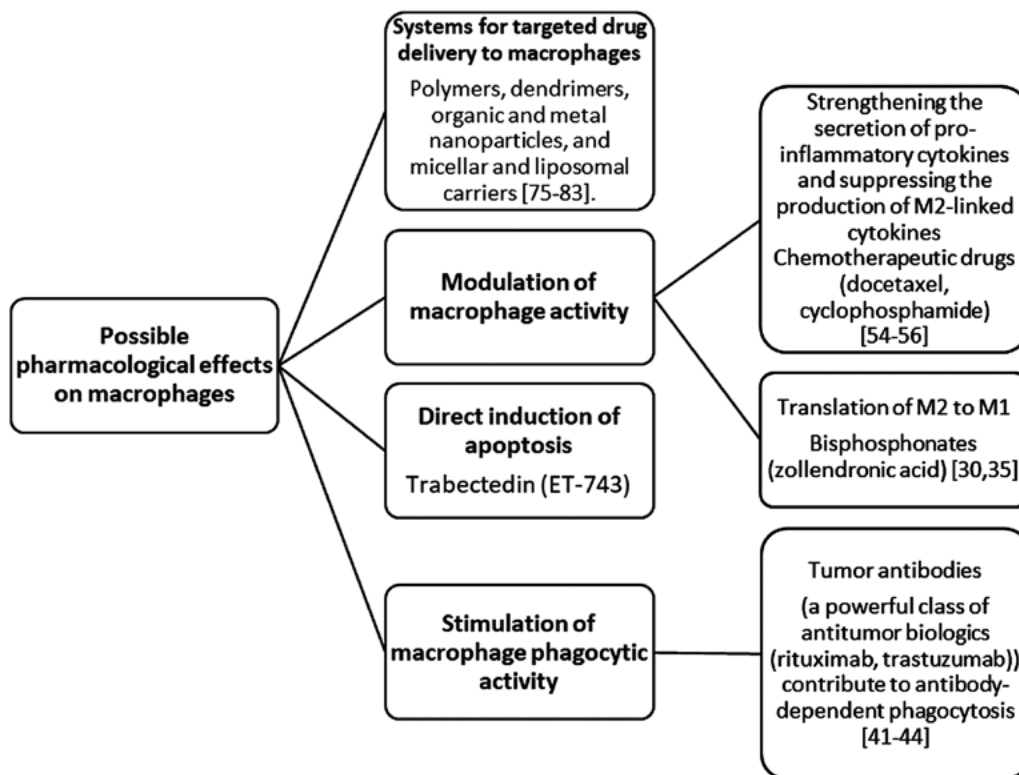 Possible
pharmacological effects
on macrophages
Systems for targeted drug
delivery to macrophages
Polymers, dendrimers,
organic and metal
nanoparticles, and
micellar and liposomal
carriers [75-83].
Modulation of
macrophage activity
Strengthening the
secretion of pro-
inflammatory cytokines
and suppressing the
production of M2-linked
cytokines
Chemotherapeutic drugs
(docetaxel,
cyclophosphamide)
[54-56]
Translation of M2 to M1
Bisphosphonates
(zollendronic acid) [30,35]
Direct induction of
apoptosis
Trabectedin (ET-743)
Stimulation of
macrophage phagocytic
activity
Tumor antibodies
(a powerful class of
antitumor biologics
(rituximab, trastuzumab))
contribute to antibody-
dependent phagocytosis
[41-44]